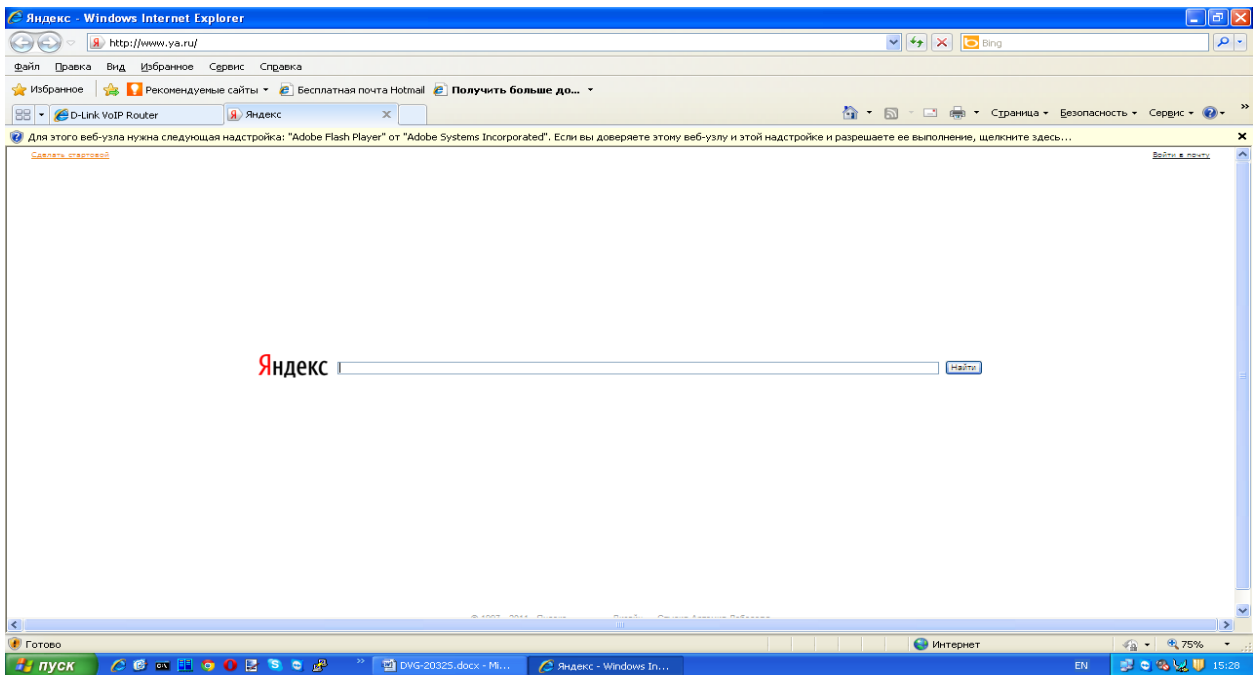 Яндекс - Windows Internet Explorer
http://www.ya.ru/
Bing
Файл Правка Вид Избранное Сервис Справка
Избранное Рекомендуемые сайты Бесплатная почта Hotmail Получить больше до...
D-Link VoIP Router Яндекс Страница Безопасность Сервис
Для этого веб-узла нужна следующая надстройка: "Adobe Flash Player" от "Adobe Systems Incorporated". Если вы доверяете этому веб-узлу и этой надстройке и разрешаете ее выполнение, щелкните здесь...
Сделать стартовой Войти в почту
Яндекс Найти
Готово Интернет 75%
пуск DVG-2032S.docx - Mi... Яндекс - Windows In... EN 15:28